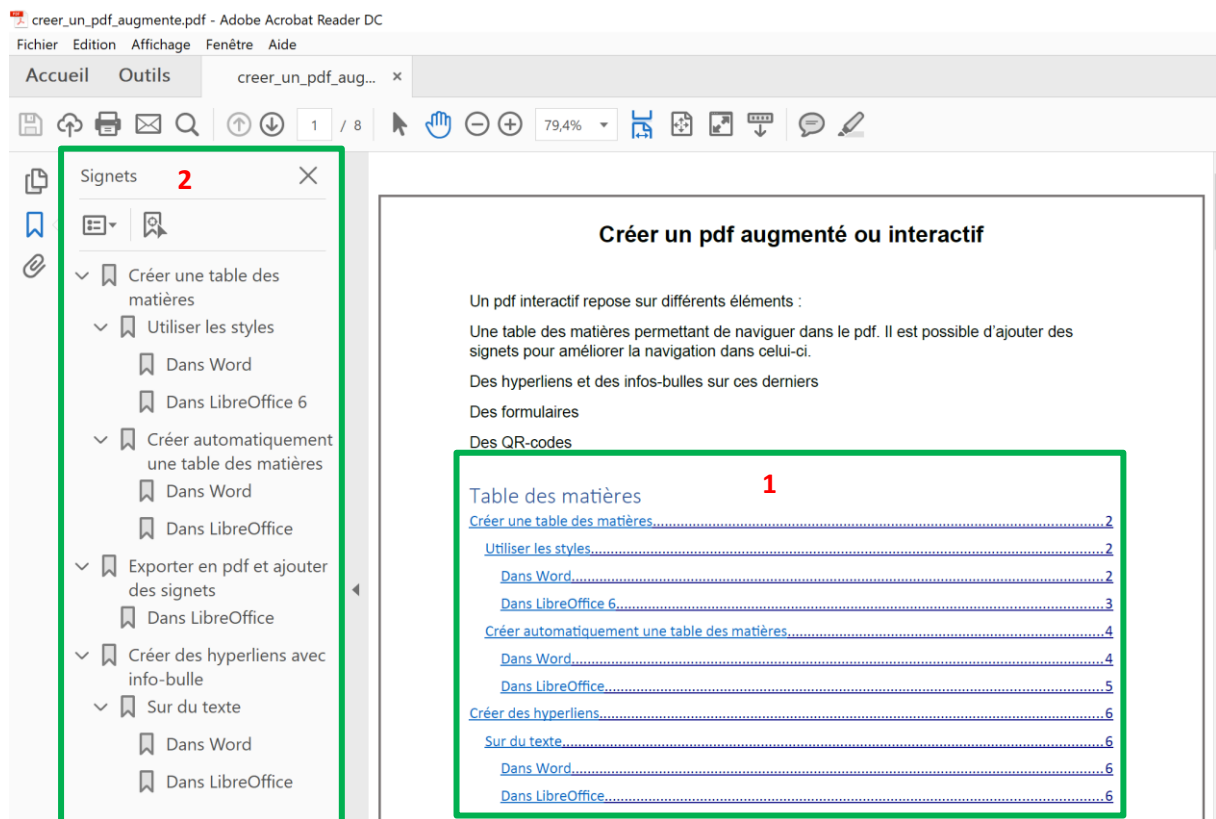 creer_un_pdf_augmente.pdf - Adobe Acrobat Reader DC
Fichier Edition Affichage Fenêtre Aide
Accueil Outils creer_un_pdf_aug... ×
1 / 8 79,4%
Signets 2
Créer une table des
matières
Utiliser les styles
Dans Word
Dans LibreOffice 6
Créer automatiquement
une table des matières
Dans Word
Dans LibreOffice
Exporter en pdf et ajouter
des signets
Dans LibreOffice
Créer des hyperliens avec
info-bulle
Sur du texte
Dans Word
Dans LibreOffice
Créer un pdf augmenté ou interactif
Un pdf interactif repose sur différents éléments :
Une table des matières permettant de naviguer dans le pdf. Il est possible d'ajouter des
signets pour améliorer la navigation dans celui-ci.
Des hyperliens et des infos-bulles sur ces derniers
Des formulaires
Des QR-codes
1
Table des matières
Créer une table des matières 2
Utiliser les styles 2
Dans Word 2
Dans LibreOffice 6 3
Créer automatiquement une table des matières 4
Dans Word 4
Dans LibreOffice 5
Créer des hyperliens 6
Sur du texte 6
Dans Word 6
Dans LibreOffice 6